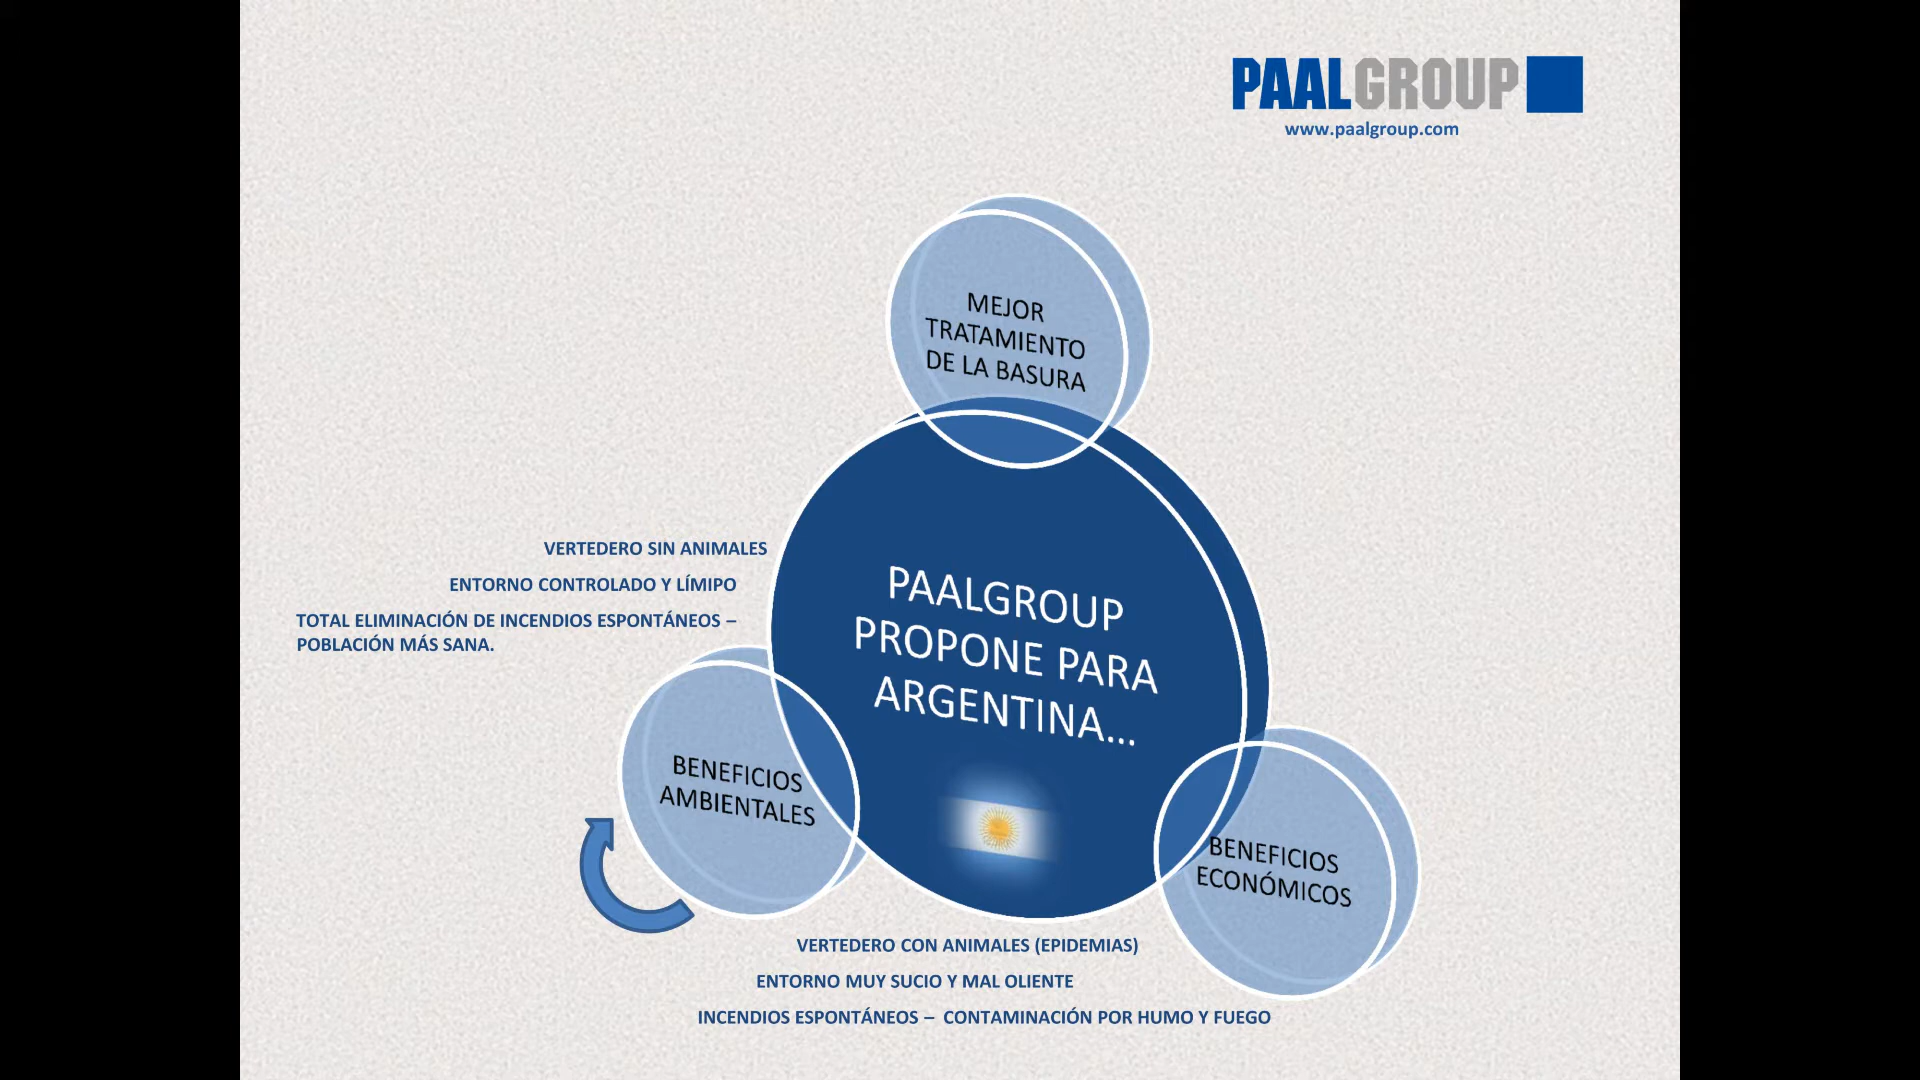 PAALGROUP
www.paalgroup.com
MEJOR
TRATAMIENTO
DE LA BASURA
VERTEDERO SIN ANIMALES
ENTORNO CONTROLADO Y LÍMIPO
TOTAL ELIMINACIÓN DE INCENDIOS ESPONTÁNEOS –
POBLACIÓN MÁS SANA.
PAALGROUP
PROPONE PARA
ARGENTINA...
BENEFICIOS
AMBIENTALES
BENEFICIOS
ECONÓMICOS
VERTEDERO CON ANIMALES (EPIDEMIAS)
ENTORNO MUY SUCIO Y MAL OLIENTE
INCENDIOS ESPONTÁNEOS – CONTAMINACIÓN POR HUMO Y FUEGO